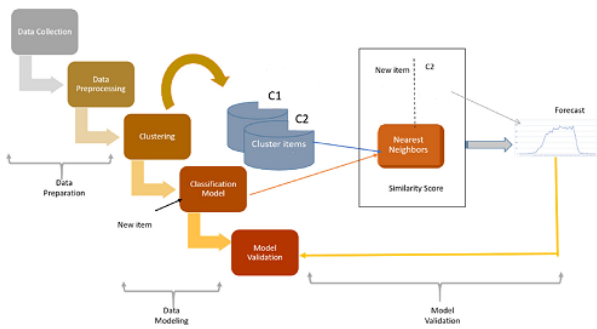 Data Collection
Data
Preprocessing
Clustering
Classification
Model
New item
Model
Validation
C1
C2
Cluster items
New item
C2
Nearest
Neighbors
Similarity Score
Forecast
Data
Preparation
Data
Modeling
Model
Validation